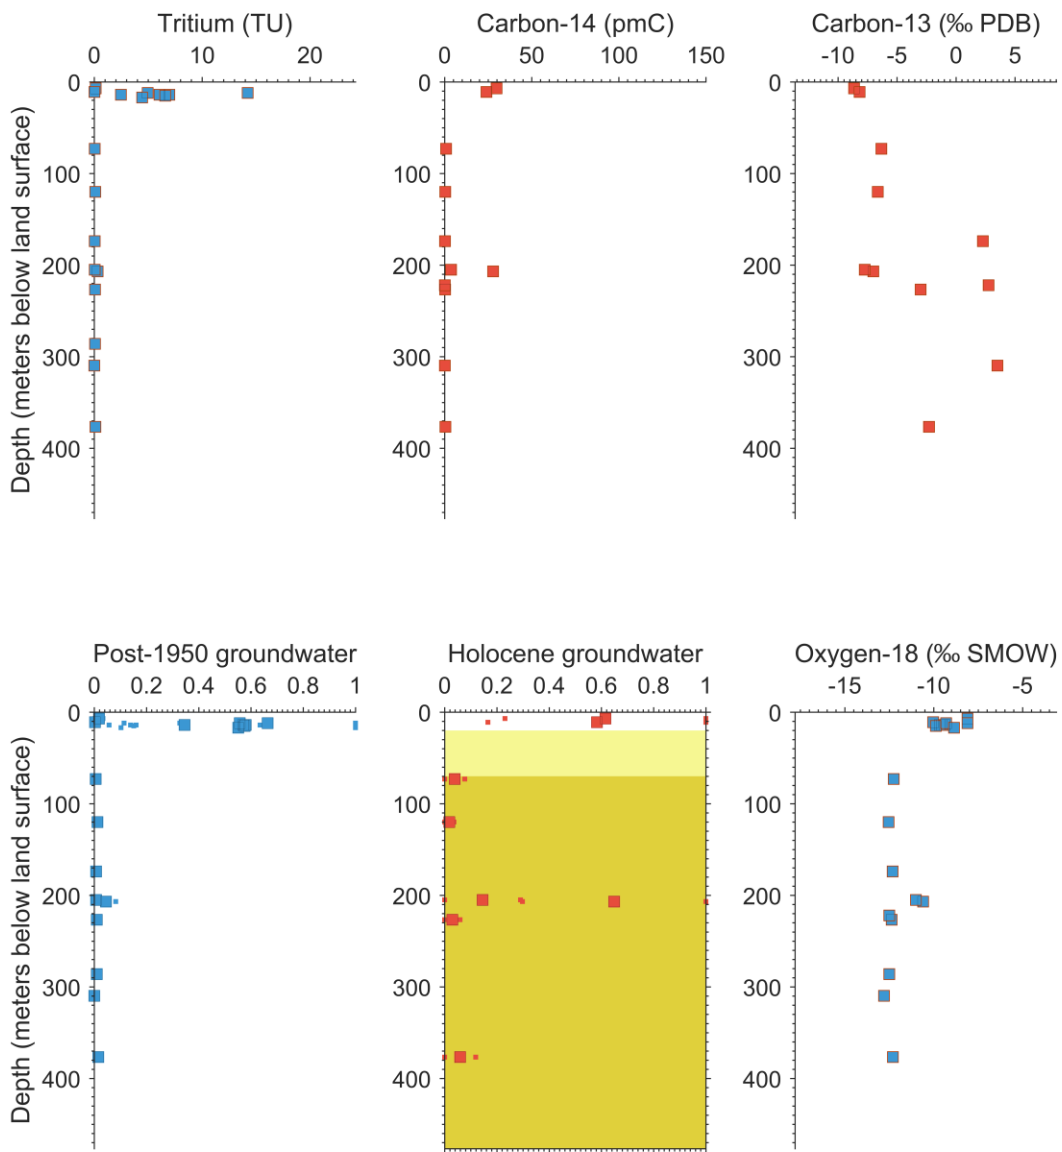 Tritium (TU) Carbon-14 (pmC) Carbon-13 (‰ PDB)
0 10 20 0 50 100 150 -10 -5 0 5
0 0 0
100 100 100
200 200 200
300 300 300
400 400 400
Depth (meters below land surface)
Post-1950 groundwater Holocene groundwater Oxygen-18 (‰ SMOW)
0 0.2 0.4 0.6 0.8 1 0 0.2 0.4 0.6 0.8 1 -15 -10 -5
0 0 0
100 100 100
200 200 200
300 300 300
400 400 400
Depth (meters below land surface)